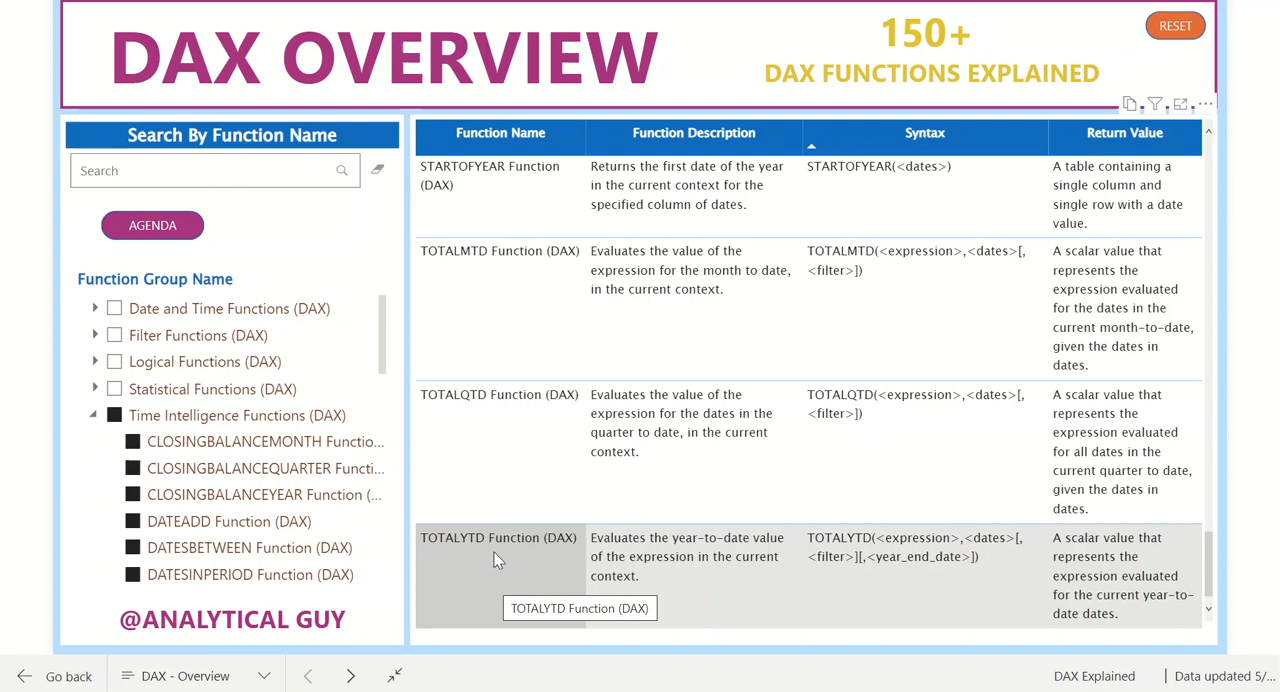 DAX OVERVIEW
150+
DAX FUNCTIONS EXPLAINED
RESET
Search By Function Name
Search
AGENDA
Function Group Name
Date and Time Functions (DAX)
Filter Functions (DAX)
Logical Functions (DAX)
Statistical Functions (DAX)
Time Intelligence Functions (DAX)
CLOSINGBALANCEMONTH Functio...
CLOSINGBALANCEQUARTER Functi...
CLOSINGBALANCEYEAR Function (...
DATEADD Function (DAX)
DATESBETWEEN Function (DAX)
DATESINPERIOD Function (DAX)
@ANALYTICAL GUY
Function Name
Function Description
Syntax
Return Value
STARTOFYEAR Function
(DAX)
Returns the first date of the year
in the current context for the
specified column of dates.
STARTOFYEAR(<dates>)
A table containing a
single column and
single row with a date
value.
TOTALMTD Function (DAX)
Evaluates the value of the
expression for the month to date,
in the current context.
TOTALMTD(<expression>,<dates>[,
<filter>])
A scalar value that
represents the
expression evaluated
for the dates in the
current month-to-date,
given the dates in
dates.
TOTALQTD Function (DAX)
Evaluates the value of the
expression for the dates in the
quarter to date, in the current
context.
TOTALQTD(<expression>,<dates>[,
<filter>])
A scalar value that
represents the
expression evaluated
for all dates in the
current quarter to date,
given the dates in
dates.
TOTALYTD Function (DAX)
Evaluates the year-to-date value
of the expression in the current
context.
TOTALYTD(<expression>,<dates>[,
<filter>][,<year_end_date>])
A scalar value that
represents the
expression evaluated
for the current year-to-
date dates.
TOTALYTD Function (DAX)
Go back
DAX - Overview
DAX Explained
Data updated 5/...